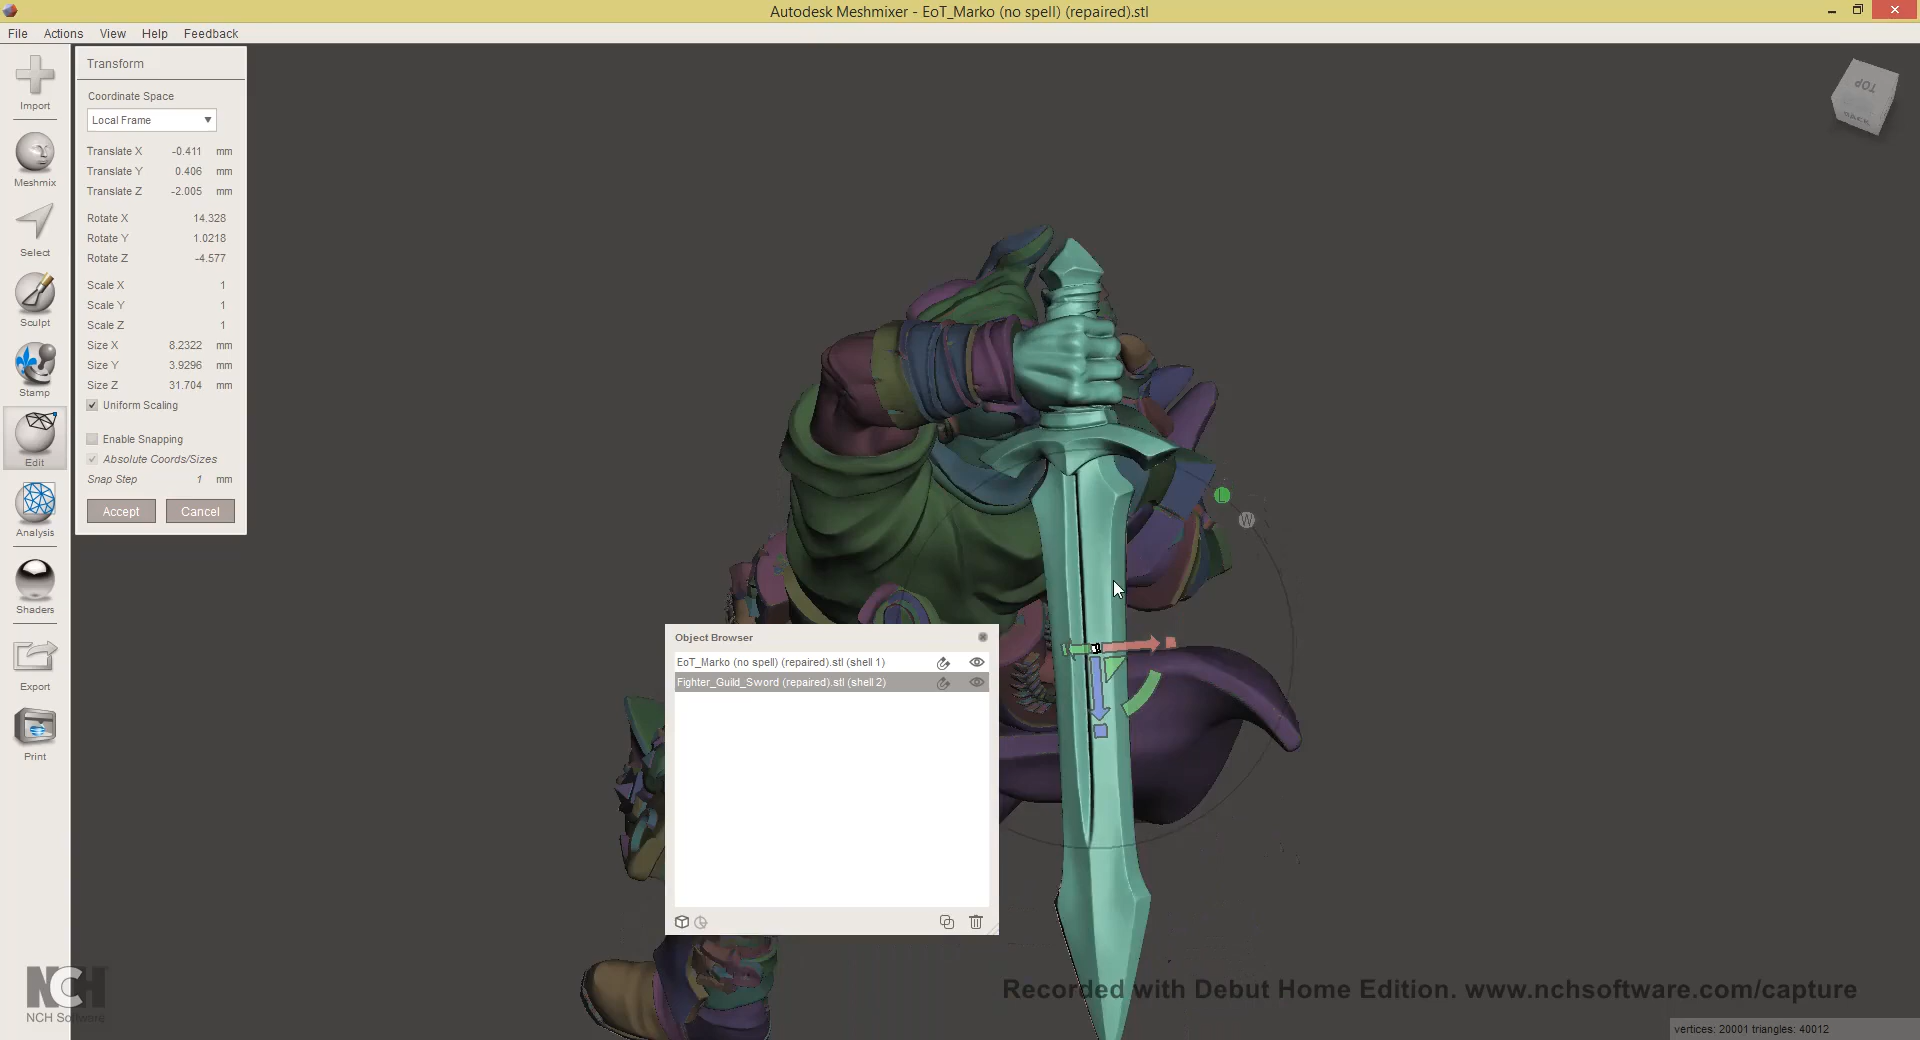 Autodesk Meshmixer - EoT_Marko (no spell) (repaired).stl
File Actions View Help Feedback
Import
Meshmix
Select
Sculpt
Stamp
Edit
Analysis
Shaders
Export
Print
Transform
Coordinate Space
Local Frame
Translate X -0.411 mm
Translate Y 0.406 mm
Translate Z -2.005 mm
Rotate X 14.328
Rotate Y 1.0218
Rotate Z -4.577
Scale X 1
Scale Y 1
Scale Z 1
Size X 8.2322 mm
Size Y 3.9296 mm
Size Z 31.704 mm
Uniform Scaling
Enable Snapping
Absolute Coords/Sizes
Snap Step 1 mm
Accept Cancel
TOP
BACK
L
W
Object Browser
EoT_Marko (no spell) (repaired).stl (shell 1)
Fighter_Guild_Sword (repaired).stl (shell 2)
NCH
NCH Software
Recorded with Debut Home Edition. www.nchsoftware.com/capture
vertices: 20001 triangles: 40012